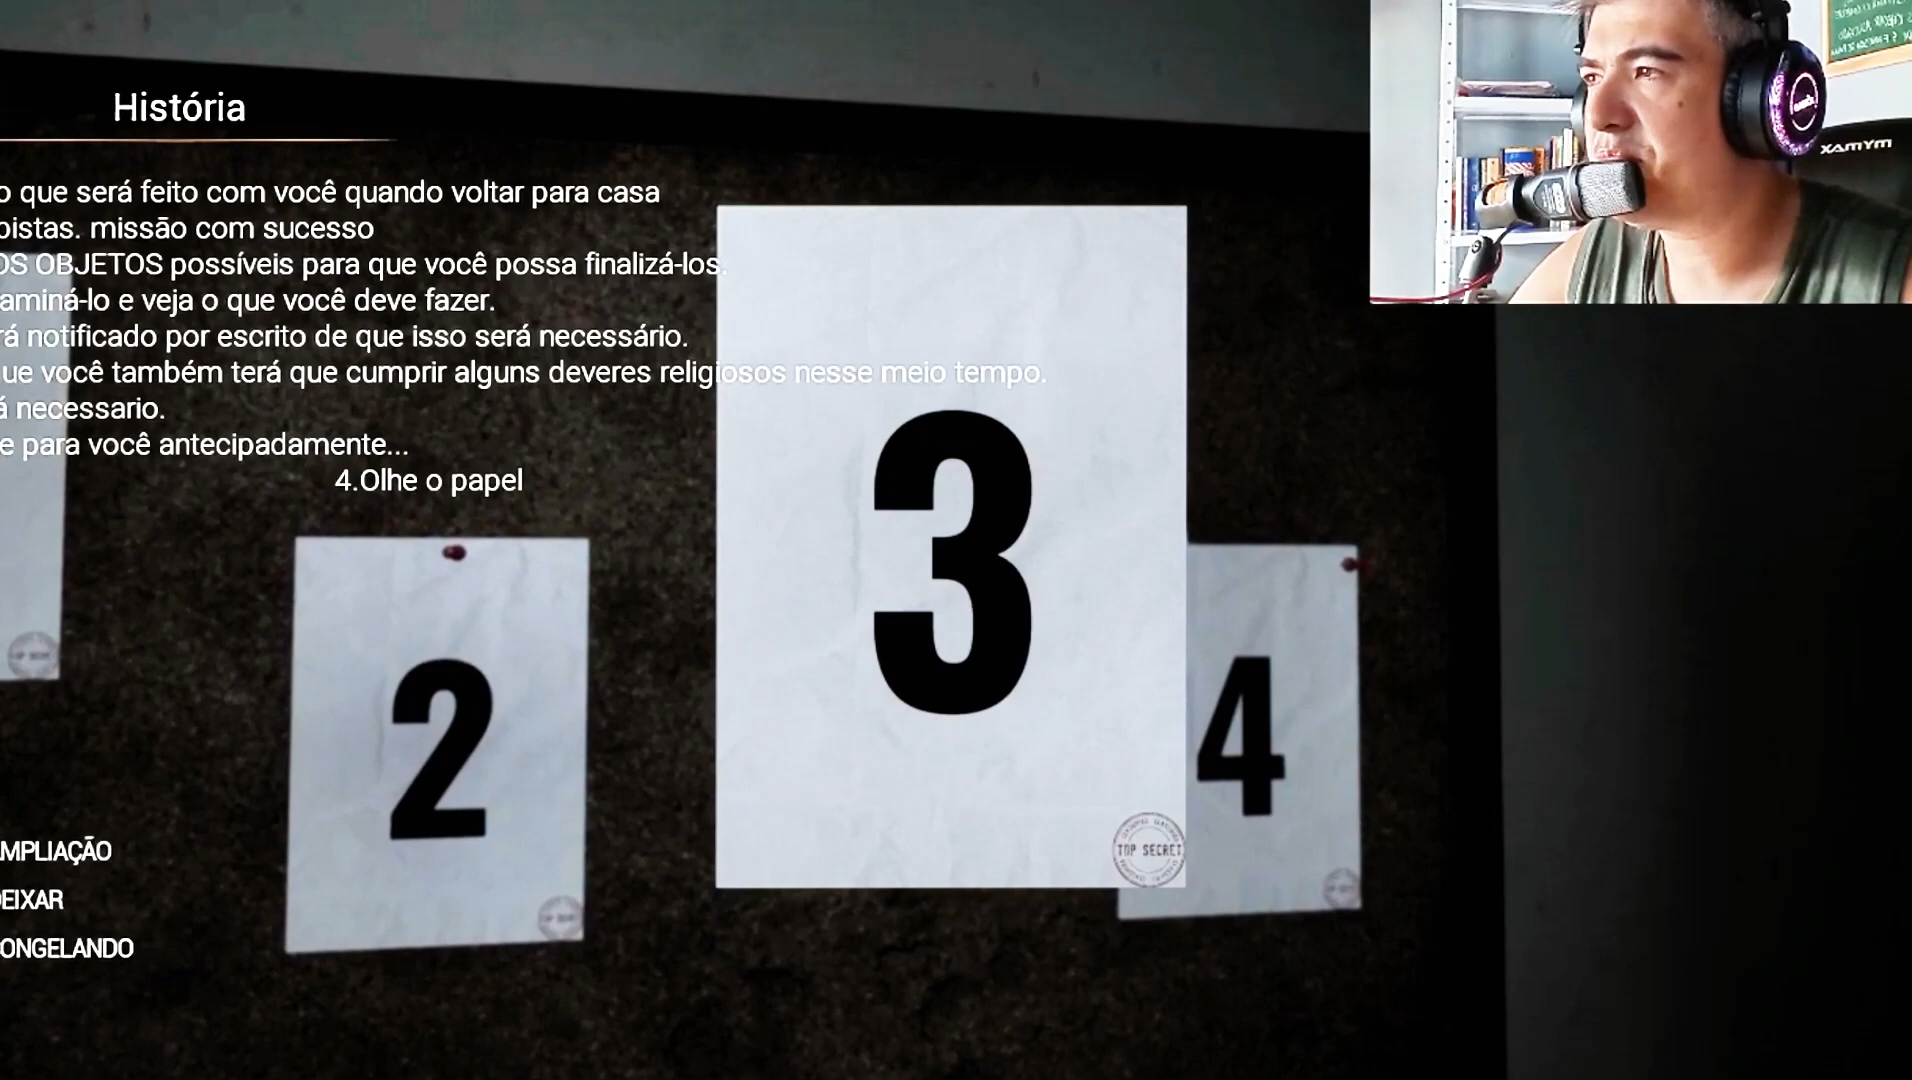 História
o que será feito com você quando voltar para casa
pistas. missão com sucesso
OS OBJETOS possíveis para que você possa finalizá-los.
aminá-lo e veja o que você deve fazer.
rá notificado por escrito de que isso será necessário.
ue você também terá que cumprir alguns deveres religiosos nesse meio tempo.
á necessario.
e para você antecipadamente...
4.Olhe o papel
3
2
4
TOP SECRET
AMPLIAÇÃO
DEIXAR
CONGELANDO
XAMYM